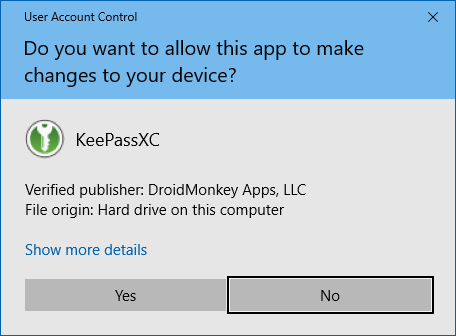 User Account Control
Do you want to allow this app to make
changes to your device?
KeePassXC
Verified publisher: DroidMonkey Apps, LLC
File origin: Hard drive on this computer
Show more details
Yes
No